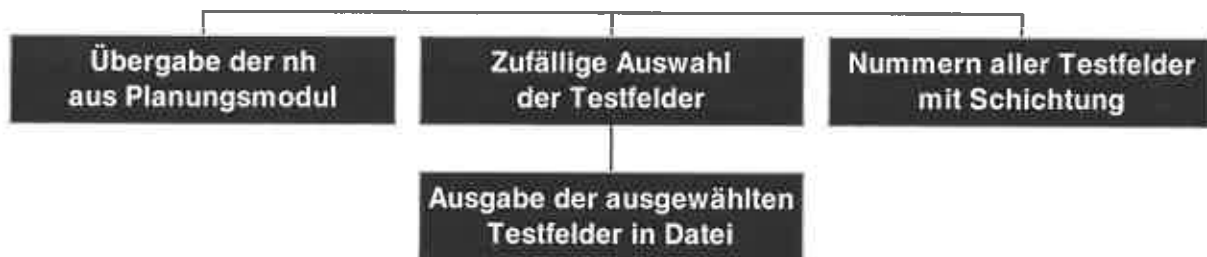 Übergabe der nh
aus Planungsmodul
Zufällige Auswahl
der Testfelder
Nummern aller Testfelder
mit Schichtung
Ausgabe der ausgewählten
Testfelder in Datei